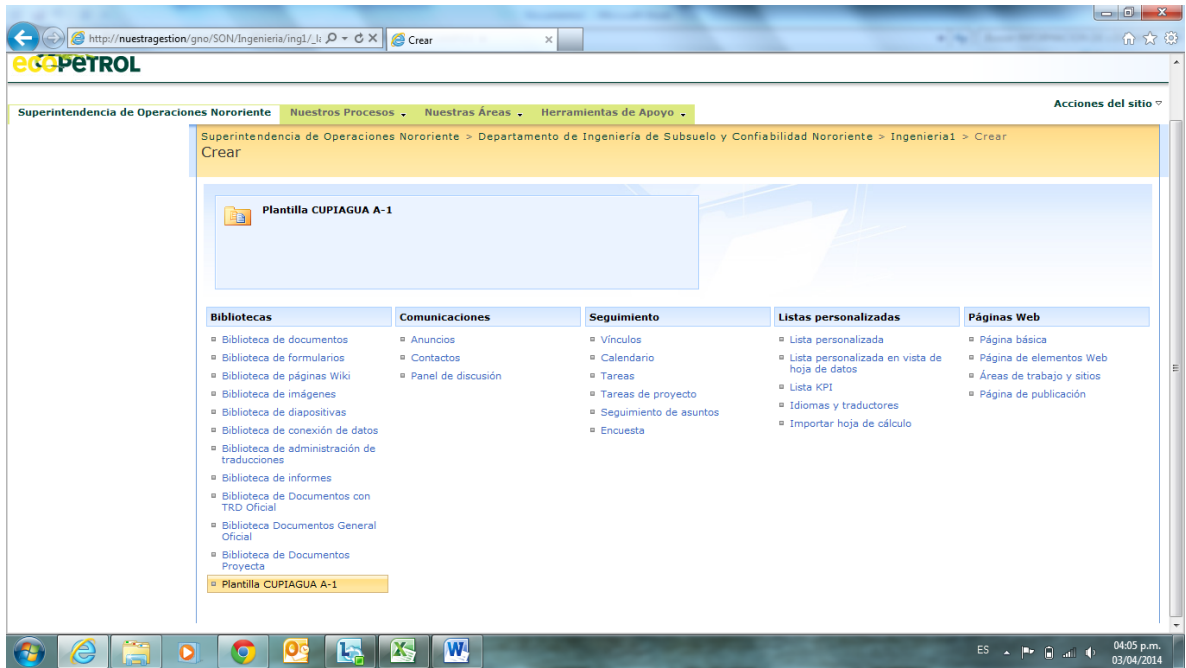 http://nuestragestion/gno/SON/Ingenieria/ing1/_l
Crear
ecopetrol
Acciones del sitio
Superintendencia de Operaciones Nororiente Nuestros Procesos Nuestras Áreas Herramientas de Apoyo
Superintendencia de Operaciones Nororiente > Departamento de Ingeniería de Subsuelo y Confiabilidad Nororiente > Ingenieria1 > Crear
Crear
Plantilla CUPIAGUA A-1
Bibliotecas
Biblioteca de documentos
Biblioteca de formularios
Biblioteca de páginas Wiki
Biblioteca de imágenes
Biblioteca de diapositivas
Biblioteca de conexión de datos
Biblioteca de administración de
traducciones
Biblioteca de informes
Biblioteca de Documentos con
TRD Oficial
Biblioteca Documentos General
Oficial
Biblioteca de Documentos
Proyecta
Plantilla CUPIAGUA A-1
Comunicaciones
Anuncios
Contactos
Panel de discusión
Seguimiento
Vínculos
Calendario
Tareas
Tareas de proyecto
Seguimiento de asuntos
Encuesta
Listas personalizadas
Lista personalizada
Lista personalizada en vista de
hoja de datos
Lista KPI
Idiomas y traductores
Importar hoja de cálculo
Páginas Web
Página básica
Página de elementos Web
Áreas de trabajo y sitios
Página de publicación
ES
04:05 p.m.
03/04/2014